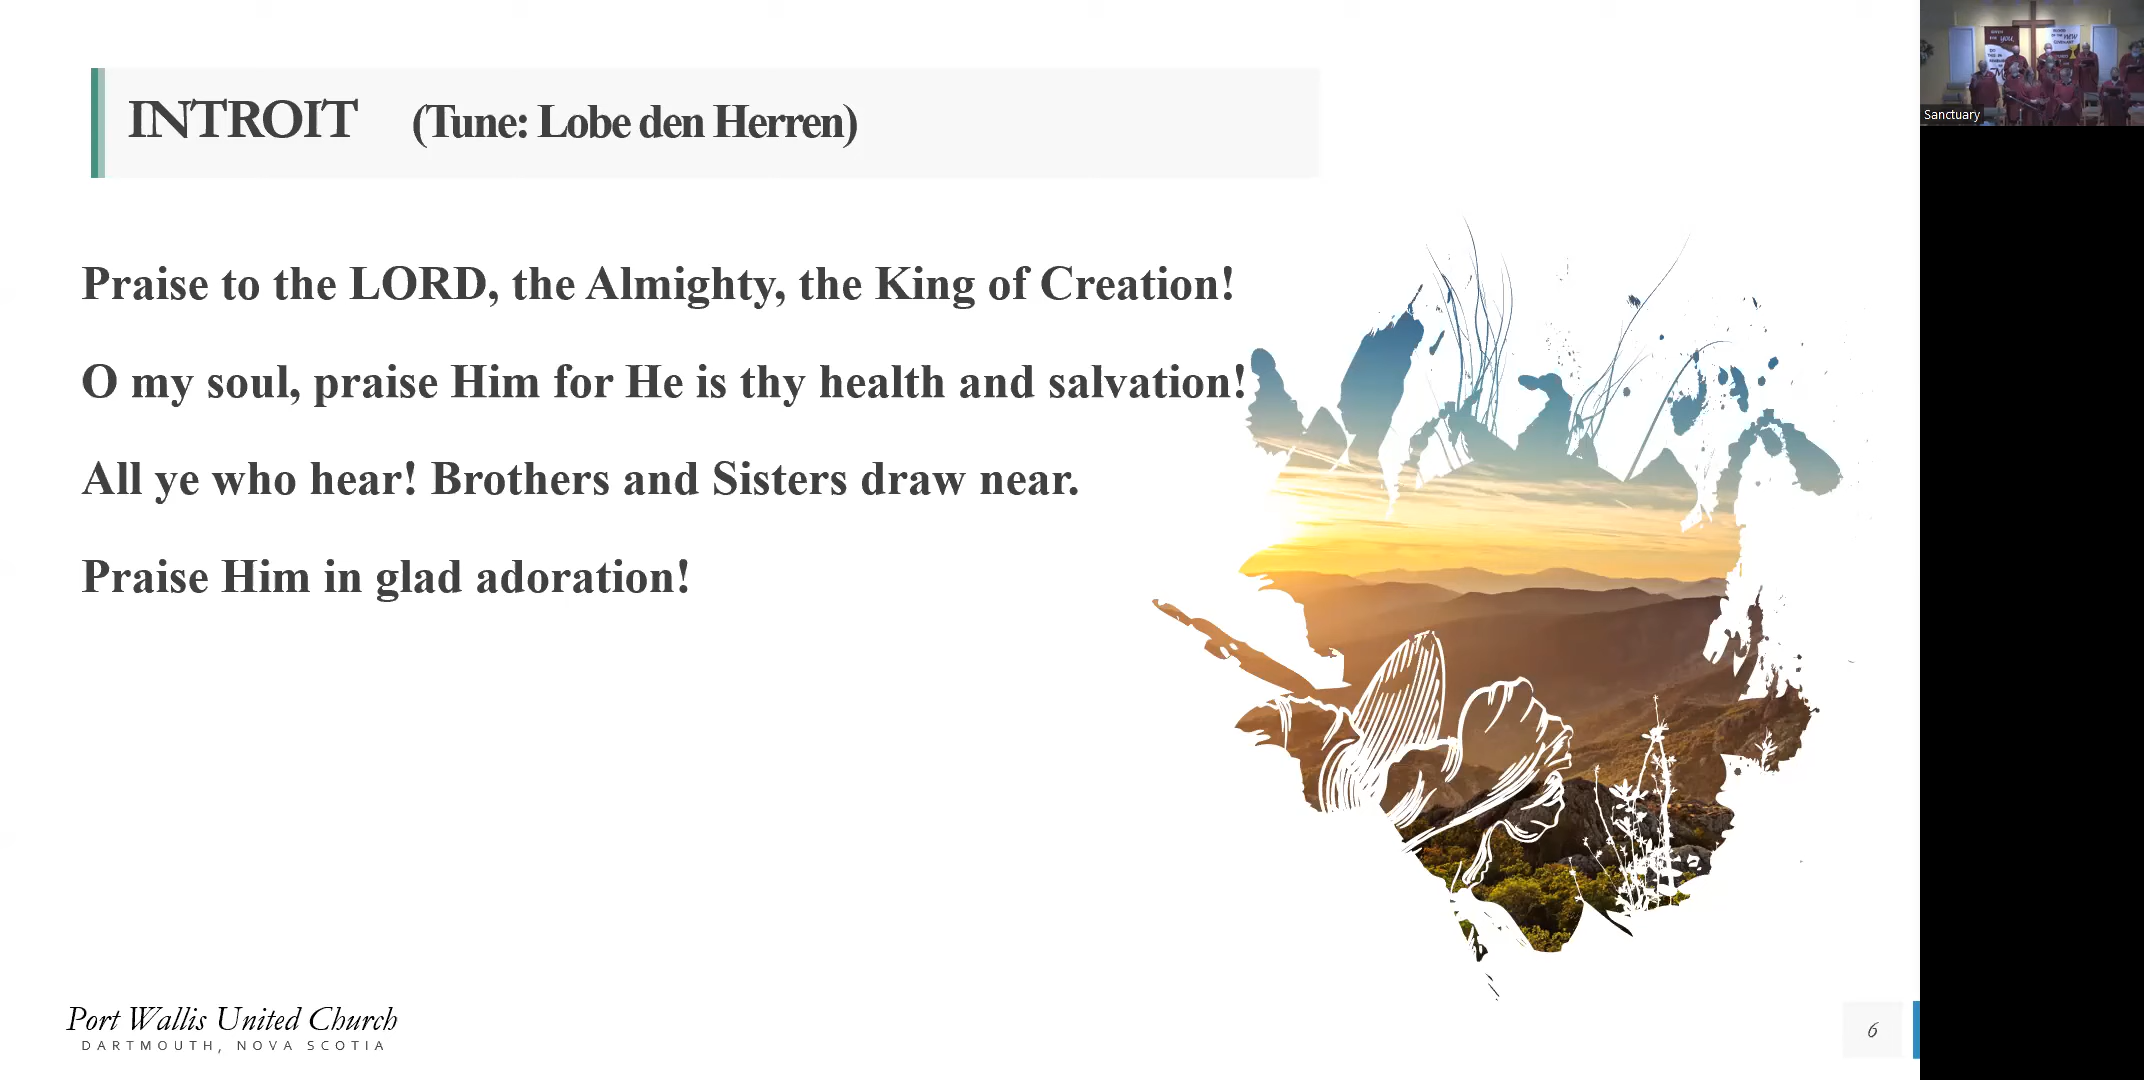 INTROIT (Tune: Lobe den Herren)
Praise to the LORD, the Almighty, the King of Creation!
O my soul, praise Him for He is thy health and salvation!
All ye who hear! Brothers and Sisters draw near.
Praise Him in glad adoration!
Port Wallis United Church
DARTMOUTH, NOVA SCOTIA
6
Sanctuary